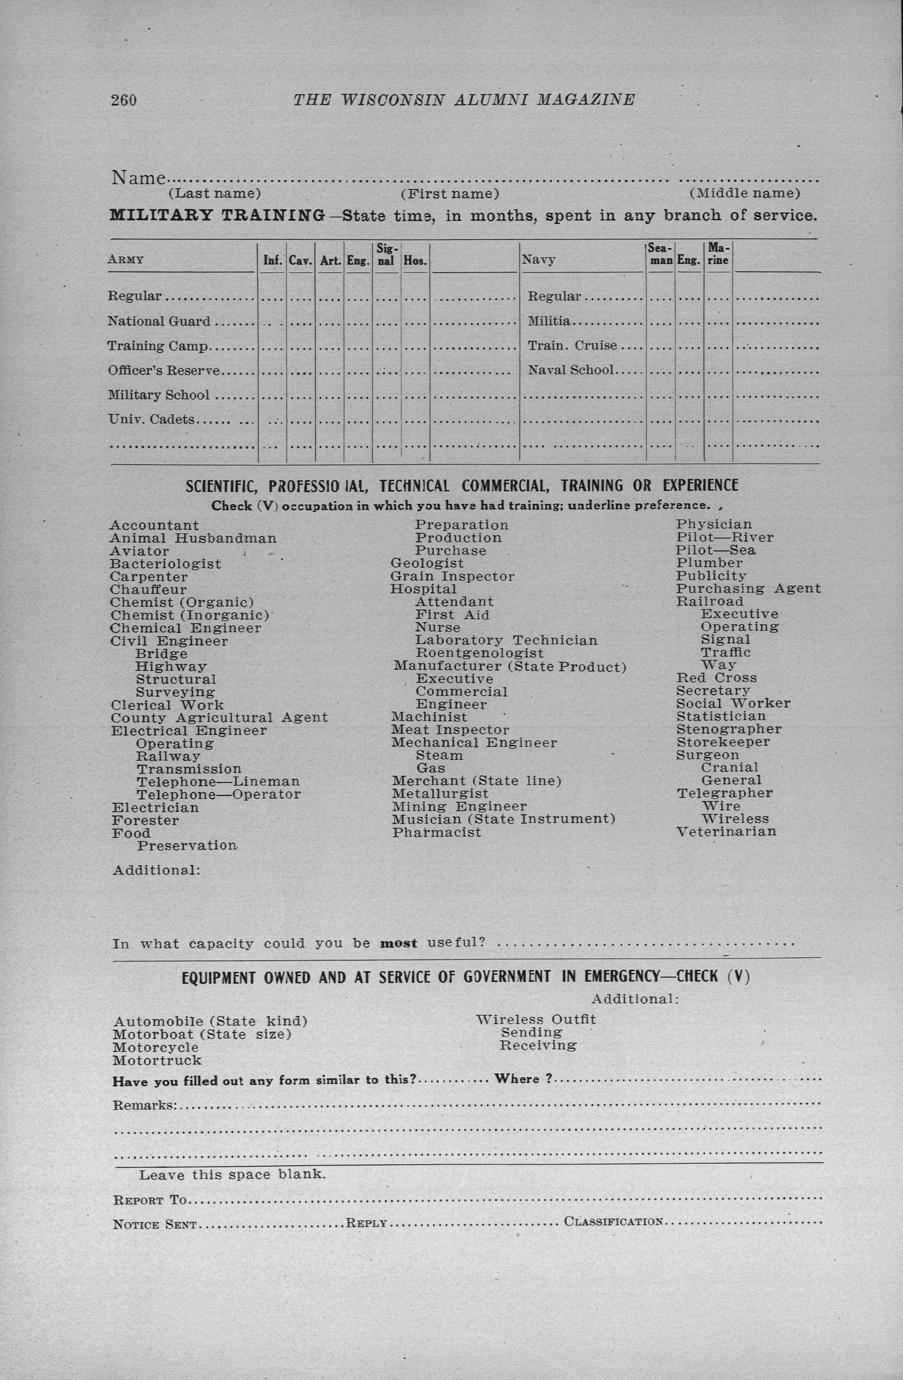 260 THE WISCONSIN ALUMNI MAGAZINE
Name
(Last name) (First name) (Middle name)
MILITARY TRAINING—State time, in months, spent in any branch of service.
ARMY Inf. Cav. Art. Eng. Sig-nal Hos. Navy Sea-man Eng. Ma-rine
Regular Regular
National Guard Militia
Training Camp Train. Cruise
Officer's Reserve Naval School
Military School
Univ. Cadets
SCIENTIFIC, PROFESSIO IAL, TECHNICAL COMMERCIAL, TRAINING OR EXPERIENCE
Check (V) occupation in which you have had training; underline preference.
Accountant
Animal Husbandman
Aviator
Bacteriologist
Carpenter
Chauffeur
Chemist (Organic)
Chemist (Inorganic)
Chemical Engineer
Civil Engineer
Bridge
Highway
Structural
Surveying
Clerical Work
County Agricultural Agent
Electrical Engineer
Operating
Railway
Transmission
Telephone—Lineman
Telephone—Operator
Electrician
Forester
Food
Preservation
Preparation
Production
Purchase
Geologist
Grain Inspector
Hospital
Attendant
First Aid
Nurse
Laboratory Technician
Roentgenologist
Manufacturer (State Product)
Executive
Commercial
Engineer
Machinist
Meat Inspector
Mechanical Engineer
Steam
Gas
Merchant (State line)
Metallurgist
Mining Engineer
Musician (State Instrument)
Pharmacist
Physician
Pilot—River
Pilot—Sea
Plumber
Publicity
Purchasing Agent
Railroad
Executive
Operating
Signal
Traffic
Way
Red Cross
Secretary
Social Worker
Statistician
Stenographer
Storekeeper
Surgeon
Cranial
General
Telegrapher
Wire
Wireless
Veterinarian
Additional:
In what capacity could you be most useful?
EQUIPMENT OWNED AND AT SERVICE OF GOVERNMENT IN EMERGENCY—CHECK (V)
Additional:
Automobile (State kind)
Motorboat (State size)
Motorcycle
Motortruck
Wireless Outfit
Sending
Receiving
Have you filled out any form similar to this? Where ?
Remarks:
Leave this space blank.
REPORT TO
NOTICE SENT REPLY CLASSIFICATION